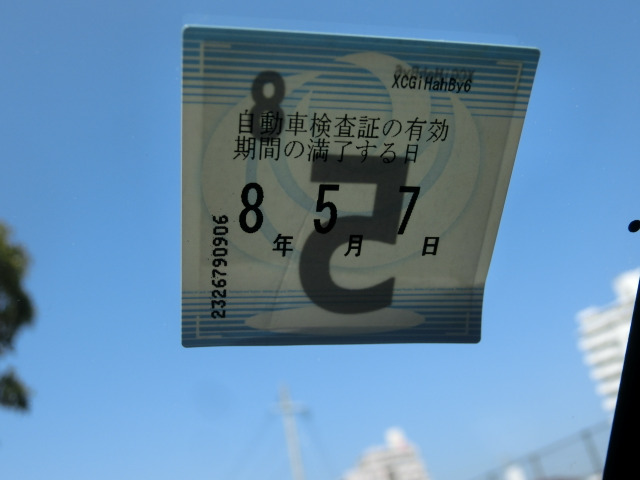 XCGiHahBy6
自動車検査証の有効
期間の満了する日
8年5月7日
2326790906
8
5